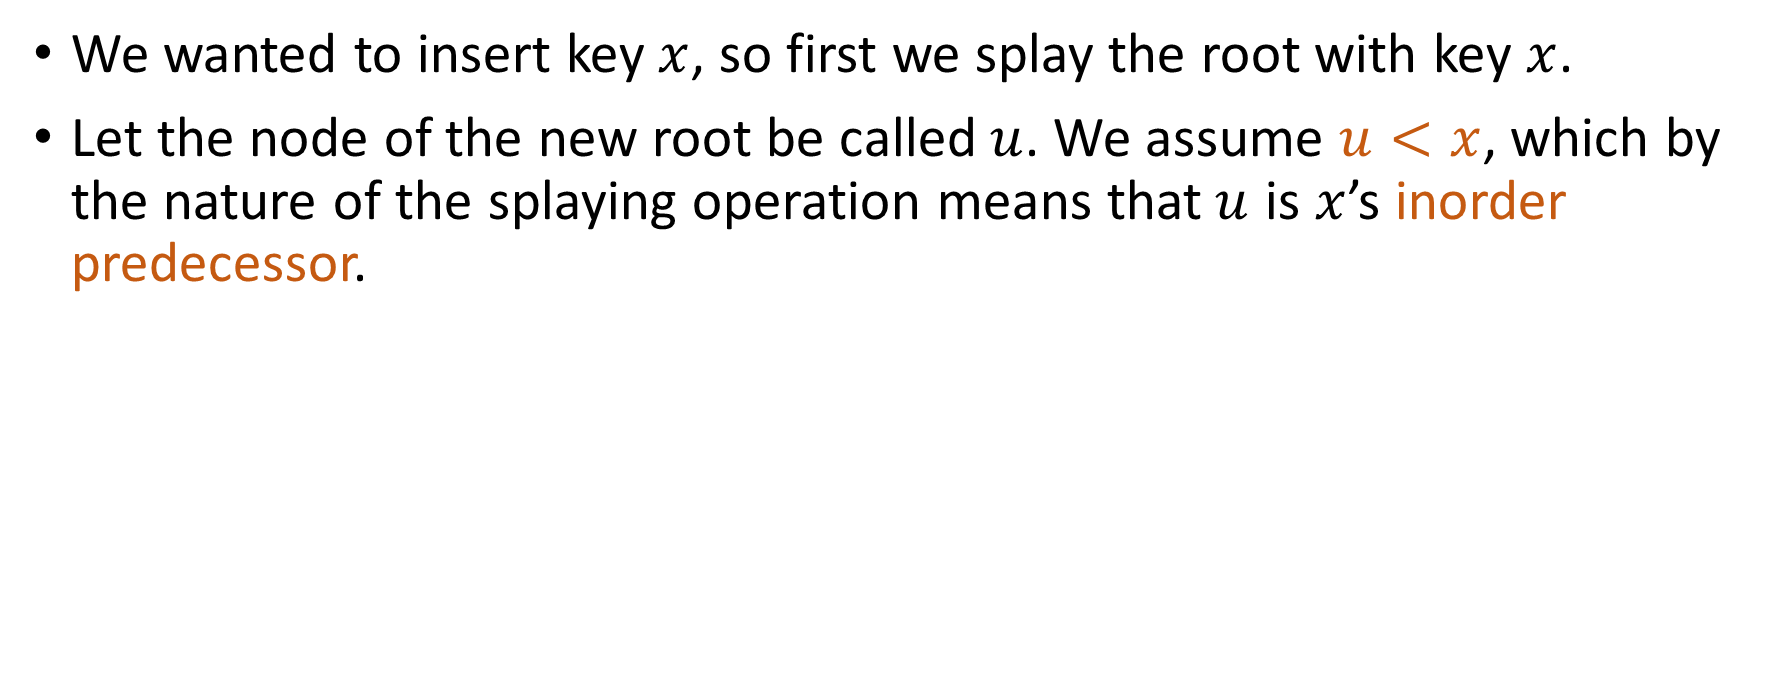 • We wanted to insert key 𝑥, so first we splay the root with key 𝑥.
• Let the node of the new root be called 𝑢. We assume 𝑢 < 𝑥, which by
the nature of the splaying operation means that 𝑢 is 𝑥’s inorder
predecessor.